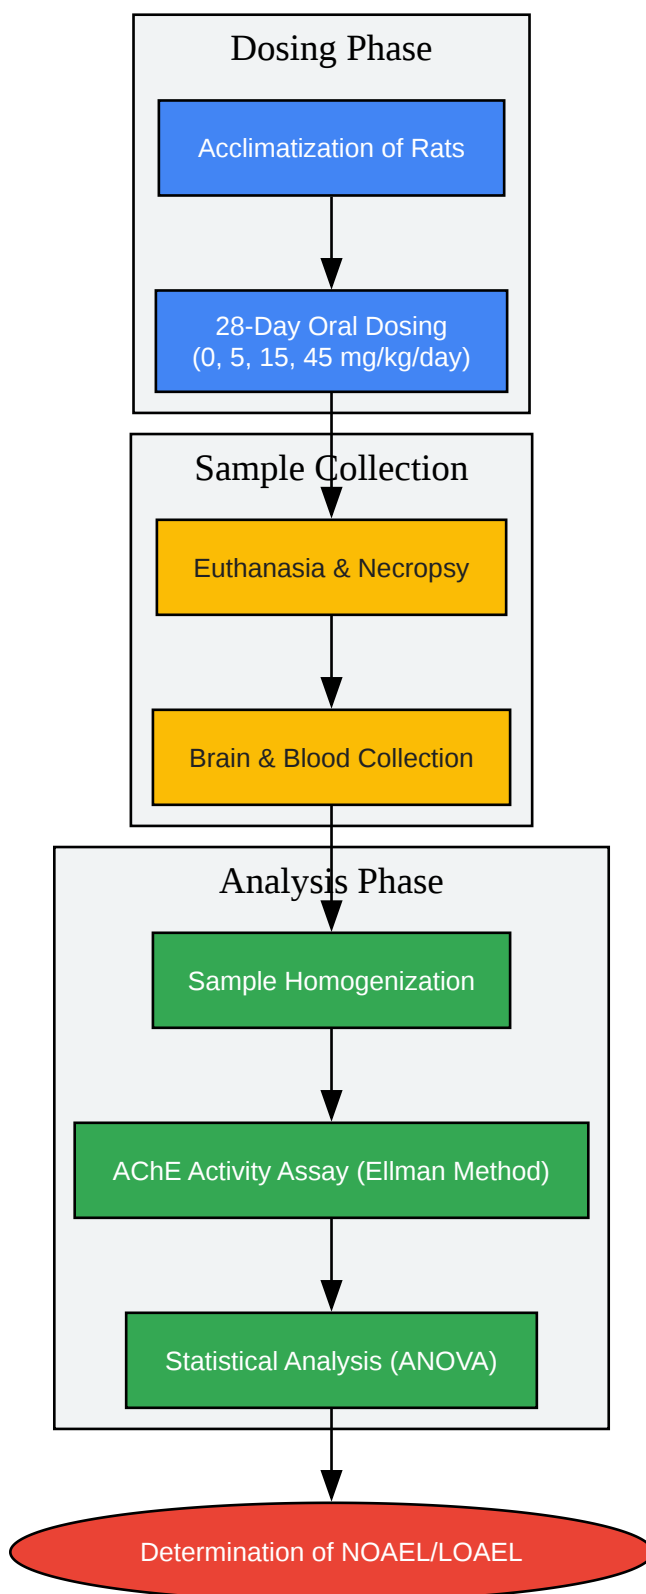 Dosing Phase
Acclimatization of Rats
28-Day Oral Dosing
(0, 5, 15, 45 mg/kg/day)
Sample Collection
Euthanasia & Necropsy
Brain & Blood Collection
Analysis Phase
Sample Homogenization
AChE Activity Assay (Ellman Method)
Statistical Analysis (ANOVA)
Determination of NOAEL/LOAEL